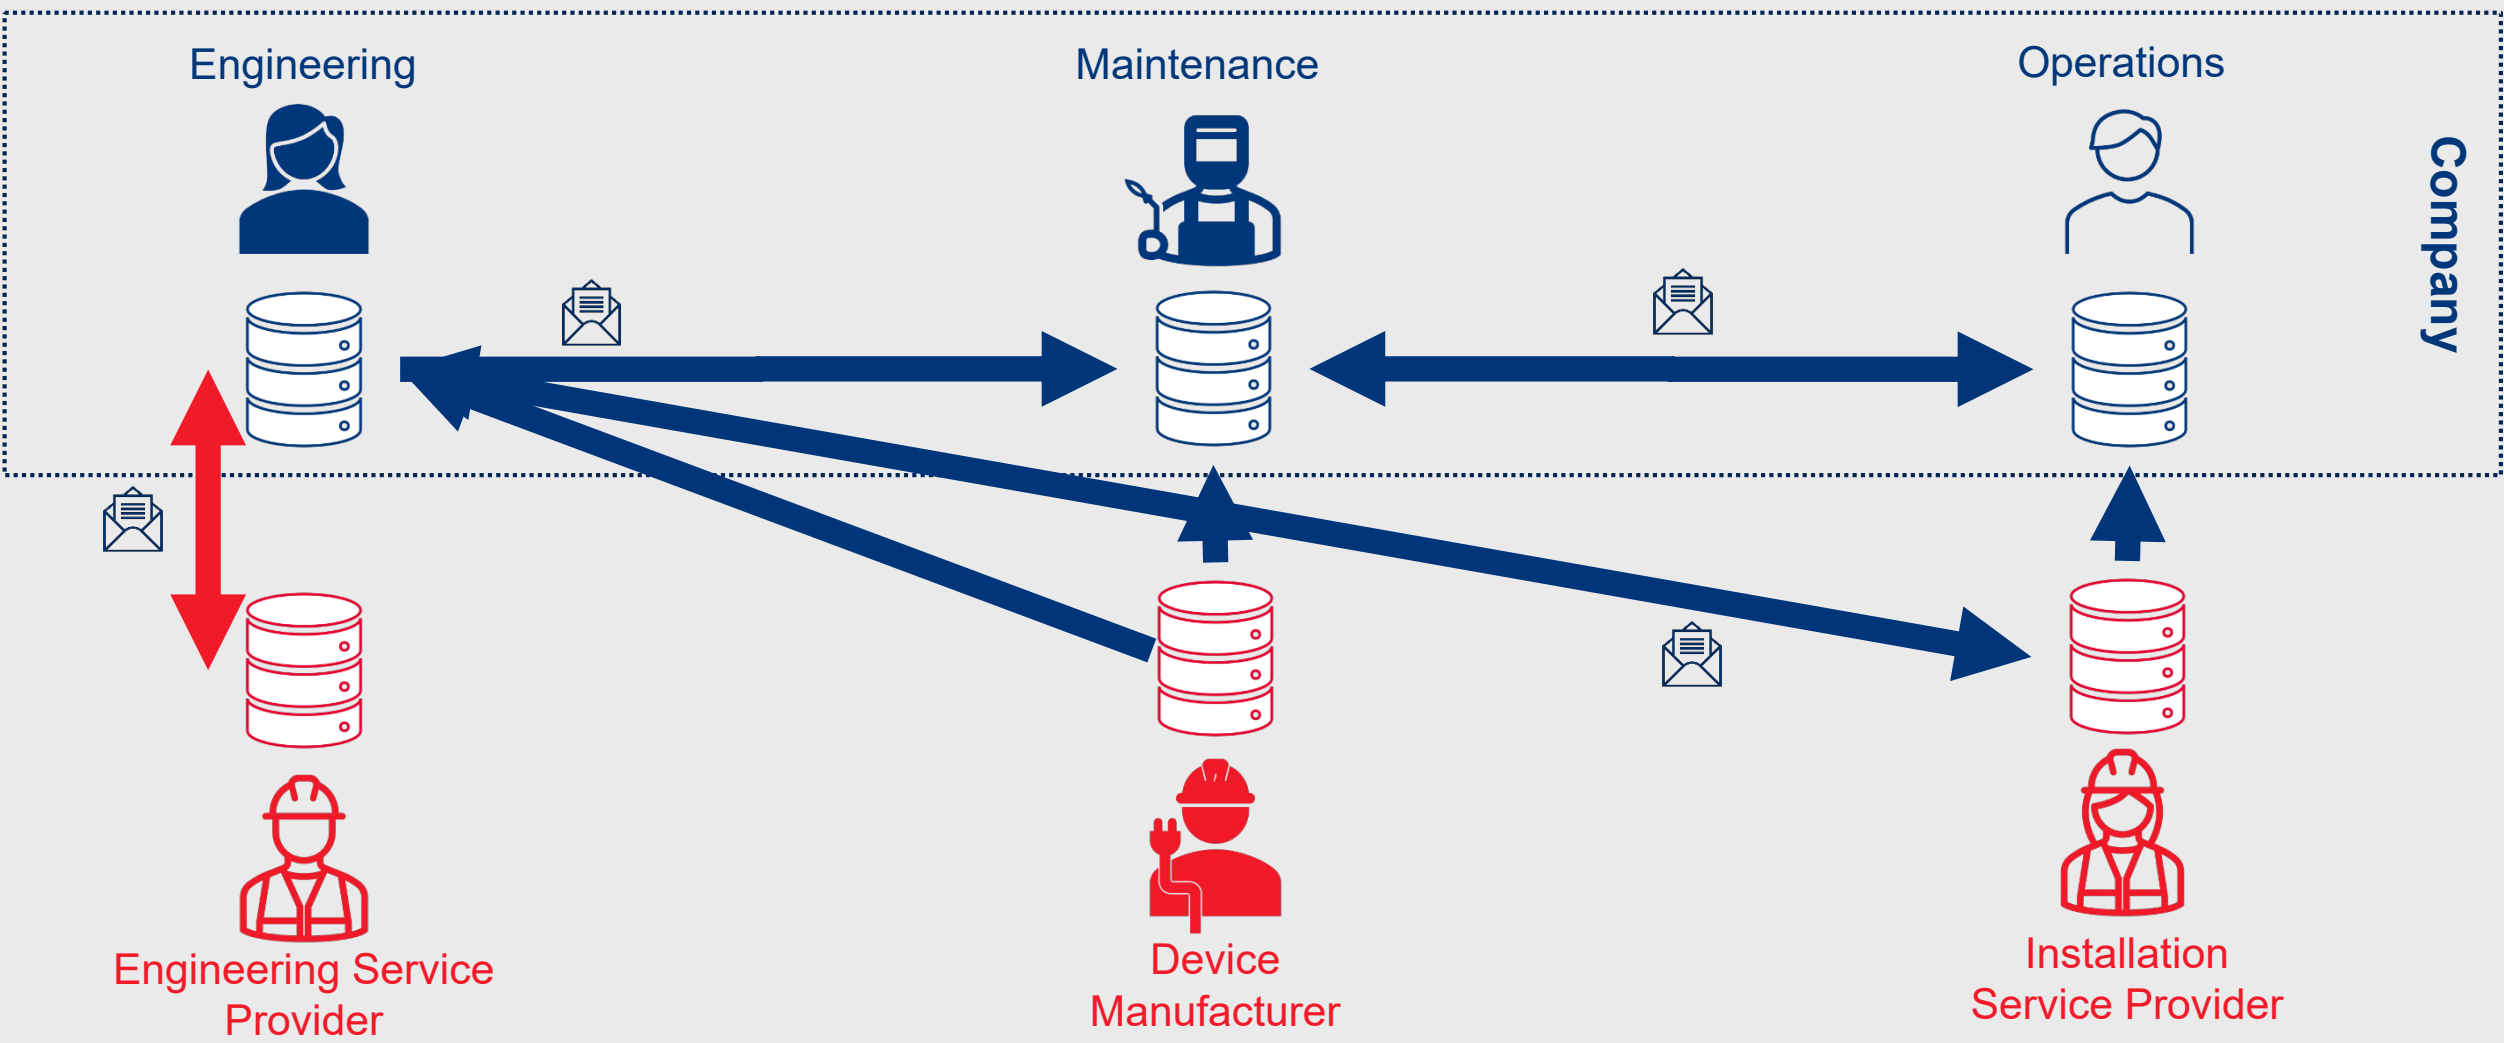 Engineering
Maintenance
Operations
Company
Engineering Service
Provider
Device
Manufacturer
Installation
Service Provider